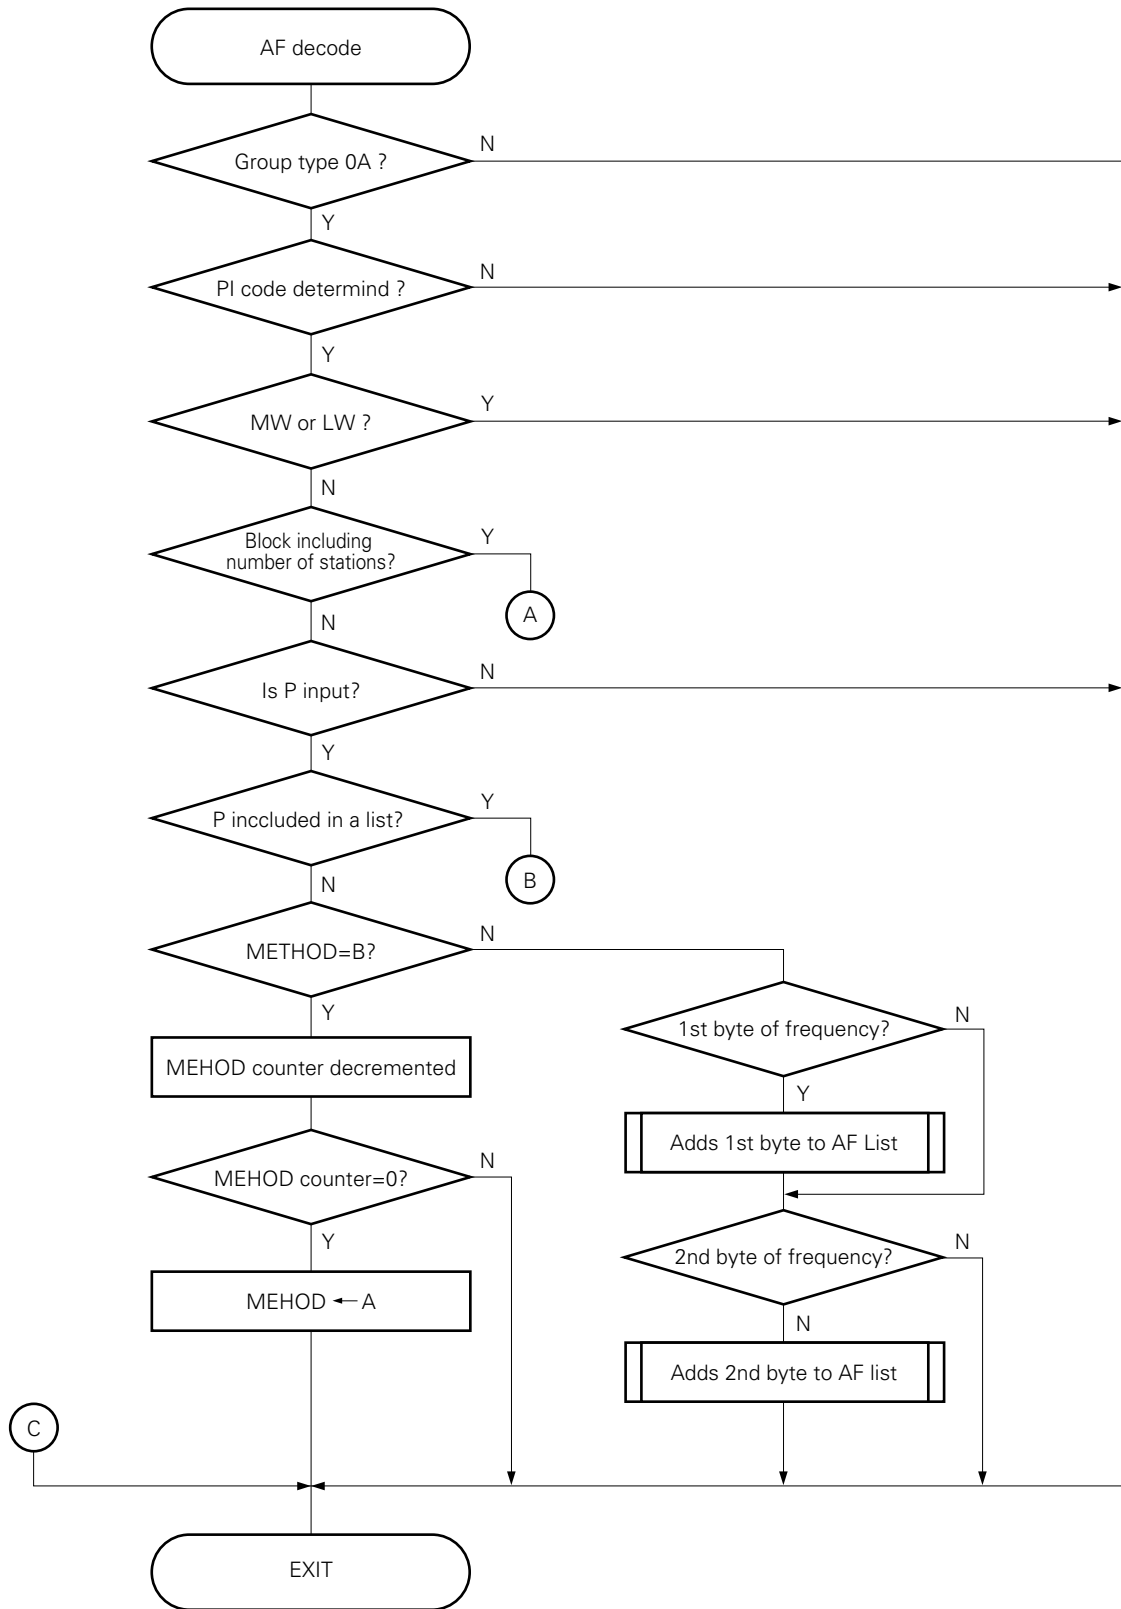 AF decode
Group type 0A ?
N
Y
PI code determind ?
N
Y
MW or LW ?
Y
N
Block including
number of stations?
Y
A
N
Is P input?
N
Y
P inccluded in a list?
Y
B
N
METHOD=B?
N
Y
1st byte of frequency?
N
Y
MEHOD counter decremented
Adds 1st byte to AF List
MEHOD counter=0?
N
Y
2nd byte of frequency?
N
N
MEHOD ← A
Adds 2nd byte to AF list
C
EXIT